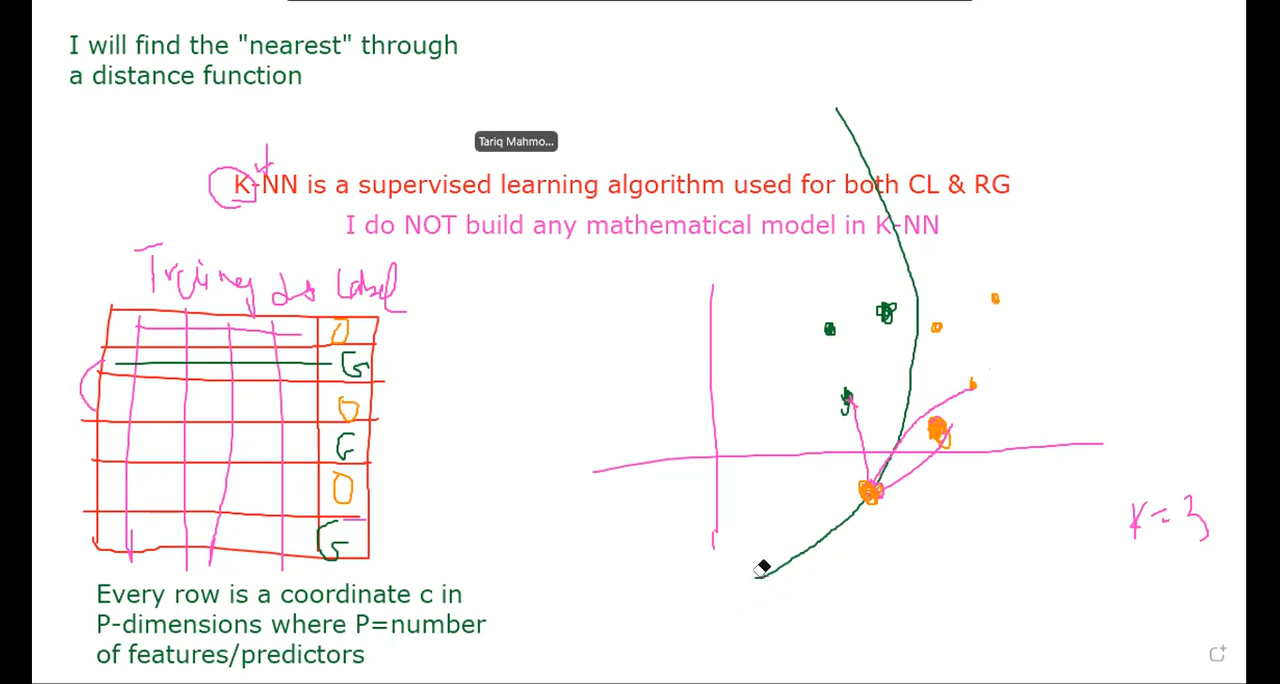 I will find the "nearest" through
a distance function
Tariq Mahmo...
K-NN is a supervised learning algorithm used for both CL & RG
I do NOT build any mathematical model in K-NN
Training Label
O
G
O
G
O
G
K=3
Every row is a coordinate c in
P-dimensions where P=number
of features/predictors